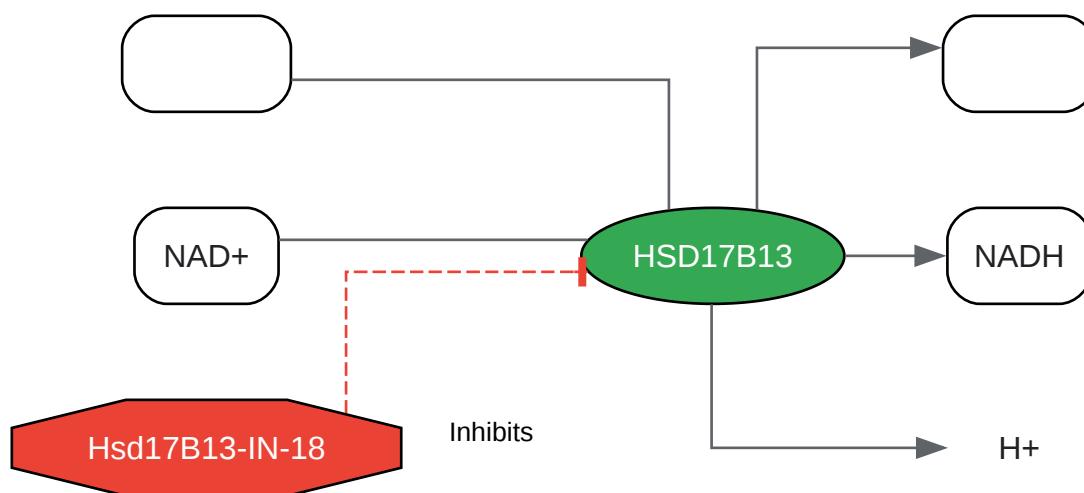 NAD+
HSD17B13
NADH
Hsd17B13-IN-18
Inhibits
H+